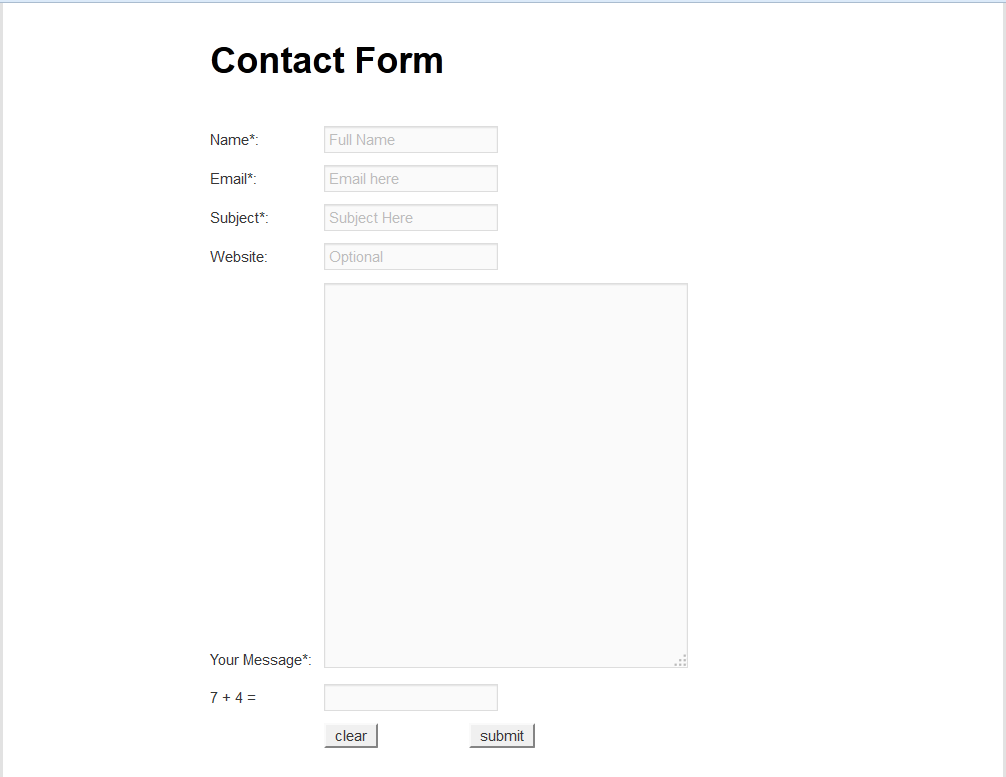 Contact Form
Name*: Full Name
Email*: Email here
Subject*: Subject Here
Website: Optional
Your Message*:
7 + 4 =
clear submit